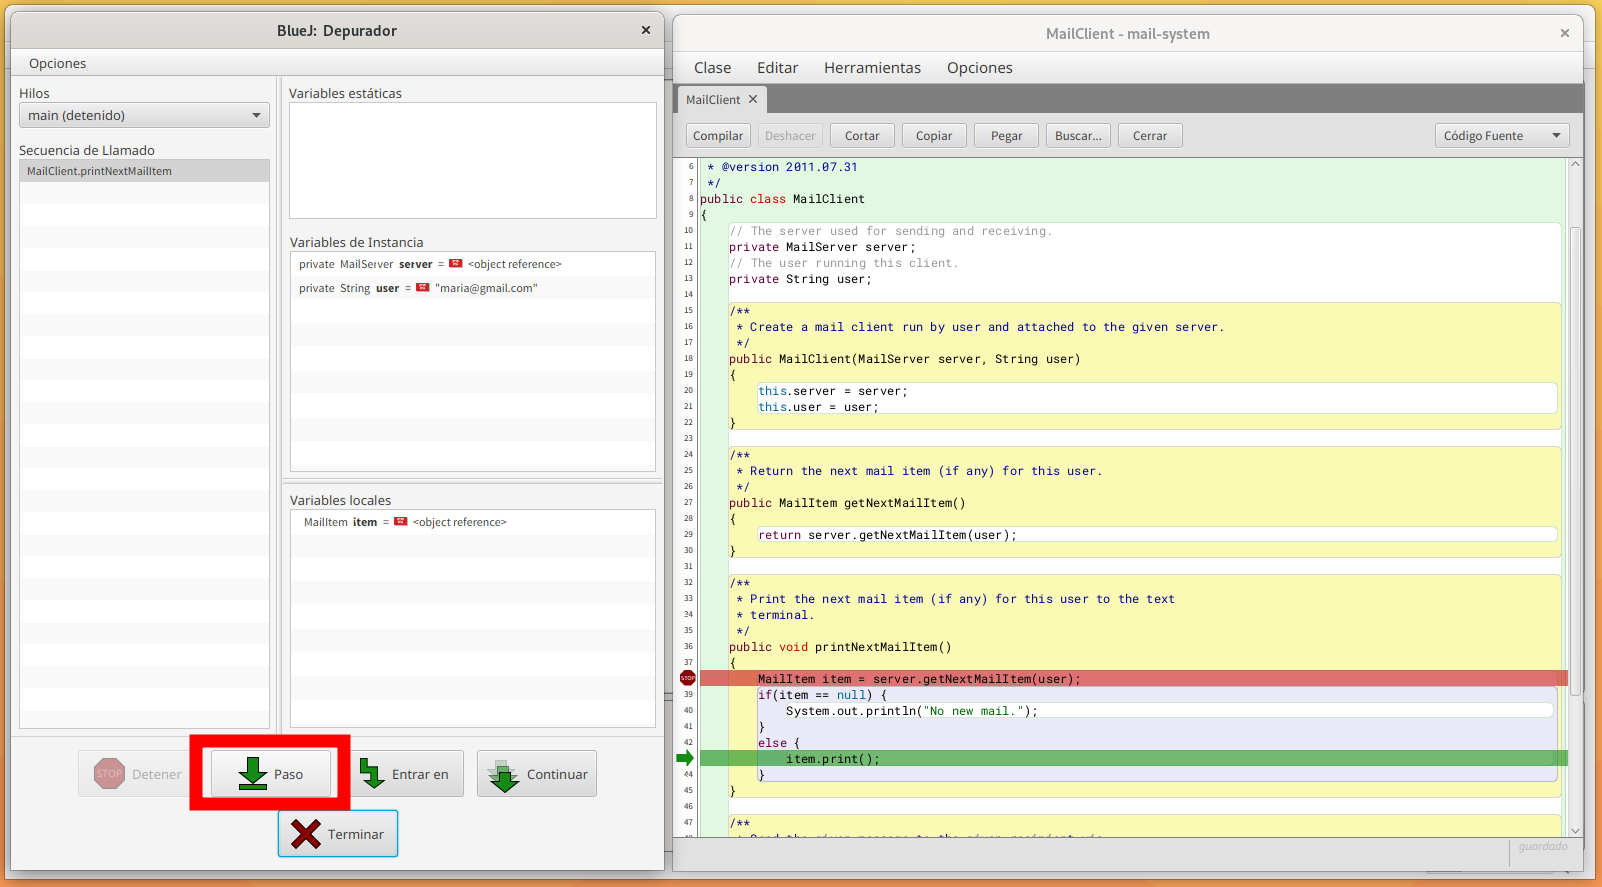 BlueJ: Depurador
Opciones
Hilos
main (detenido)
Secuencia de Llamado
MailClient.printNextMailItem
Variables estáticas
Variables de Instancia
private MailServer server = <object reference>
private String user = "maria@gmail.com"
Variables locales
MailItem item = <object reference>
STOP Detener
Paso
Entrar en
Continuar
Terminar
MailClient - mail-system
Clase Editar Herramientas Opciones
MailClient
Compilar Deshacer Cortar Copiar Pegar Buscar... Cerrar Código Fuente
6 * @version 2011.07.31
7 */
8 public class MailClient
9 {
10 // The server used for sending and receiving.
11 private MailServer server;
12 // The user running this client.
13 private String user;
14
15 /**
16 * Create a mail client run by user and attached to the given server.
17 */
18 public MailClient(MailServer server, String user)
19 {
20 this.server = server;
21 this.user = user;
22 }
23
24 /**
25 * Return the next mail item (if any) for this user.
26 */
27 public MailItem getNextMailItem()
28 {
29 return server.getNextMailItem(user);
30 }
31
32 /**
33 * Print the next mail item (if any) for this user to the text
34 * terminal.
35 */
36 public void printNextMailItem()
37 {
STOP MailItem item = server.getNextMailItem(user);
39 if(item == null) {
40 System.out.println("No new mail.");
41 }
42 else {
item.print();
44 }
45 }
46
47 /**
guardado